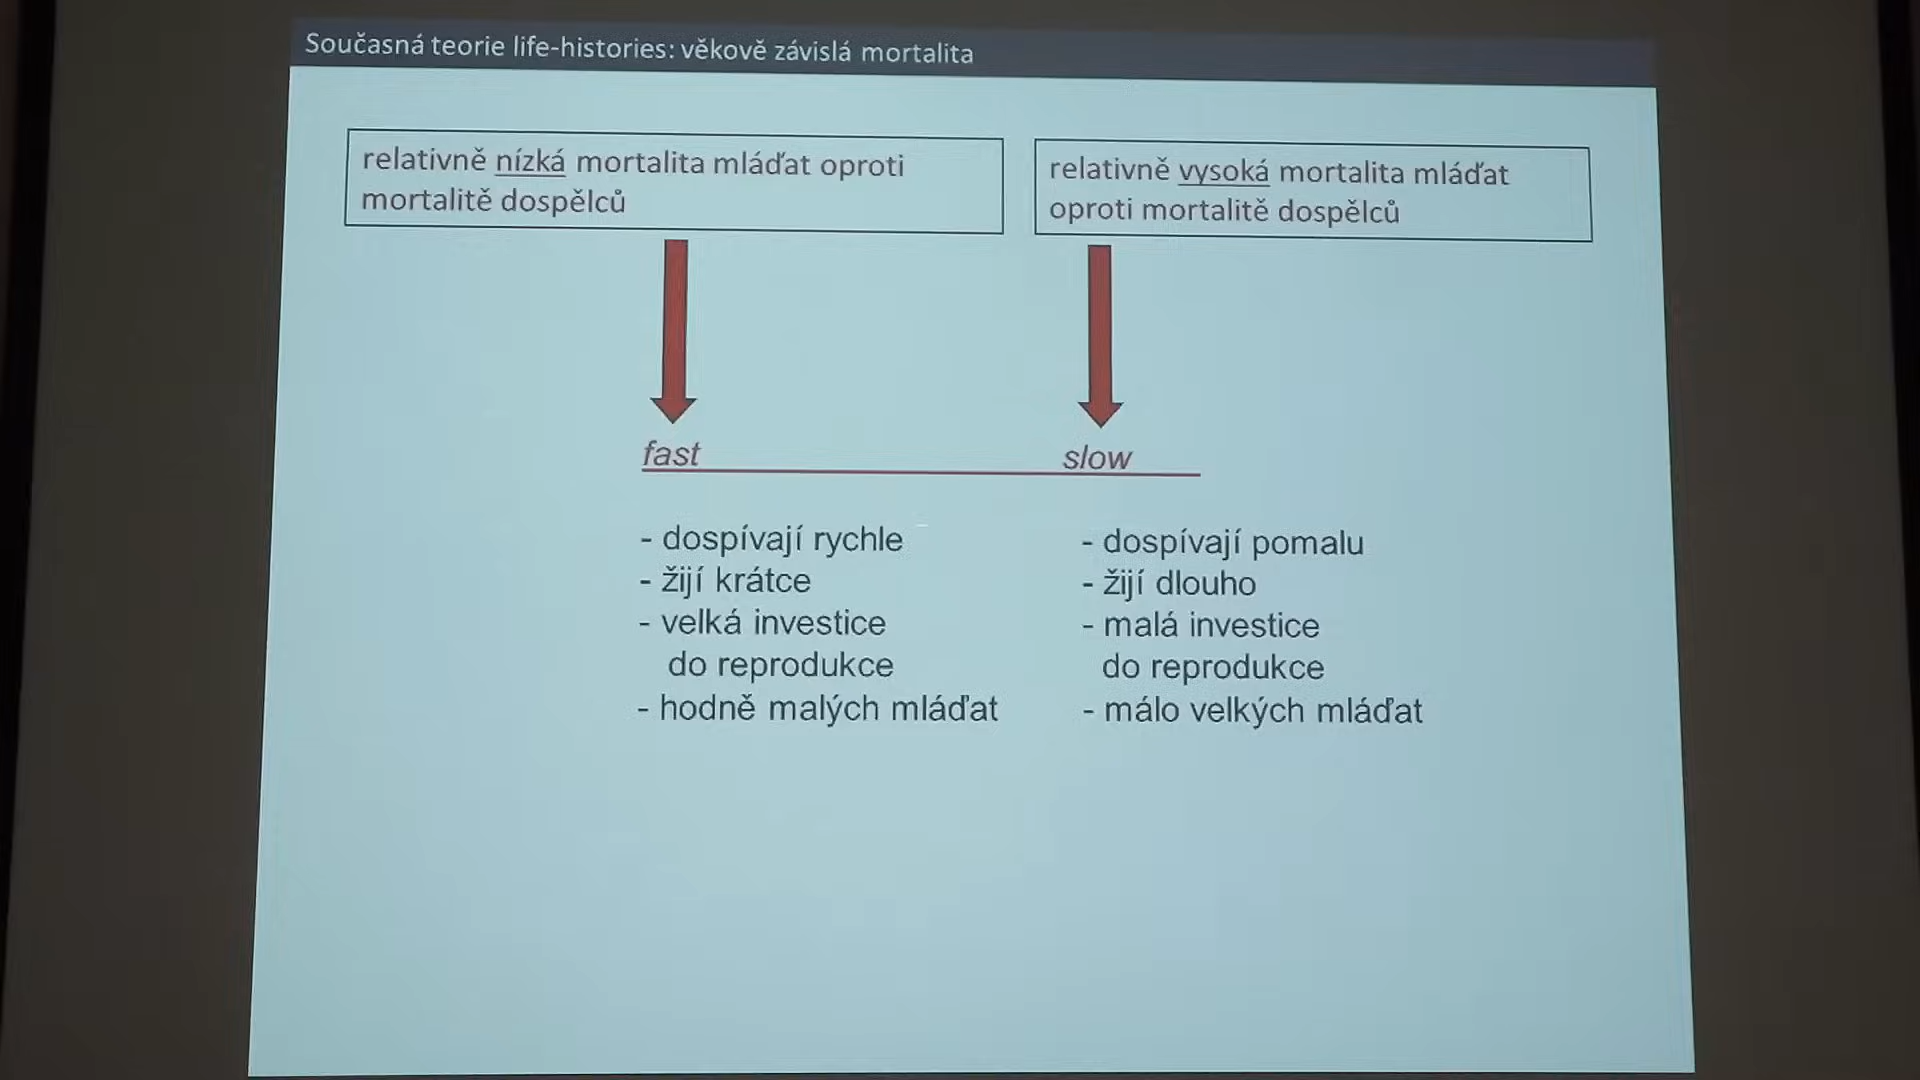 Současná teorie life-histories: věkově závislá mortalita
relativně nízká mortalita mláďat oproti
mortalitě dospělců
relativně vysoká mortalita mláďat
oproti mortalitě dospělců
fast
slow
- dospívají rychle
- žijí krátce
- velká investice
do reprodukce
- hodně malých mláďat
- dospívají pomalu
- žijí dlouho
- malá investice
do reprodukce
- málo velkých mláďat